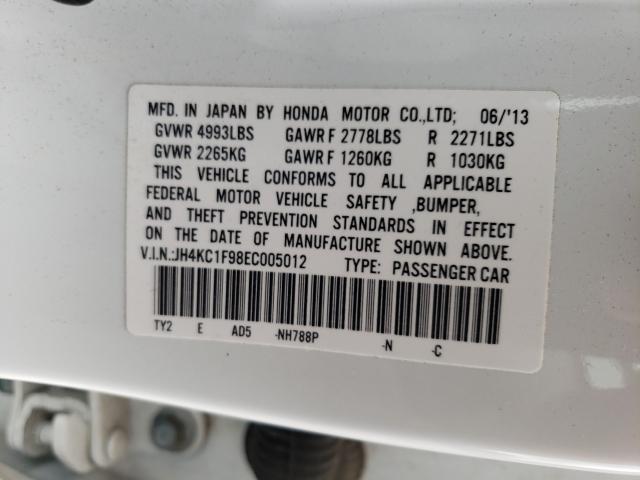 MFD. IN JAPAN BY HONDA MOTOR CO.,LTD; 06/'13
GVWR 4993LBS GAWR F 2778LBS R 2271LBS
GVWR 2265KG GAWR F 1260KG R 1030KG
THIS VEHICLE CONFORMS TO ALL APPLICABLE
FEDERAL MOTOR VEHICLE SAFETY ,BUMPER,
AND THEFT PREVENTION STANDARDS IN EFFECT
ON THE DATE OF MANUFACTURE SHOWN ABOVE.
V.I.N.:JH4KC1F98EC005012 TYPE: PASSENGER CAR
TY2 E AD5 -NH788P -N -C